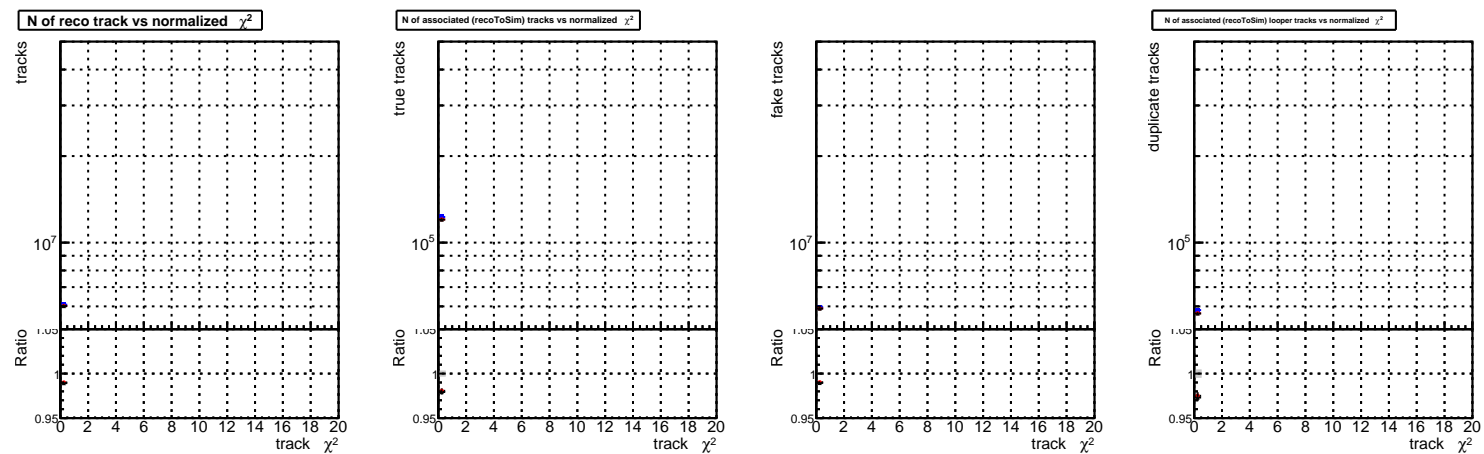 N of reco track vs normalized χ²
N of associated (recoToSim) tracks vs normalized χ²
N of associated (recoToSim) looper tracks vs normalized χ²
tracks
10⁷
Ratio
1.05
1
0.95
0 2 4 6 8 10 12 14 16 18 20
track χ²
true tracks
10⁵
Ratio
1.05
1
0.95
0 2 4 6 8 10 12 14 16 18 20
track χ²
fake tracks
10⁷
Ratio
1.05
1
0.95
0 2 4 6 8 10 12 14 16 18 20
track χ²
duplicate tracks
10⁵
Ratio
1.05
1
0.95
0 2 4 6 8 10 12 14 16 18 20
track χ²